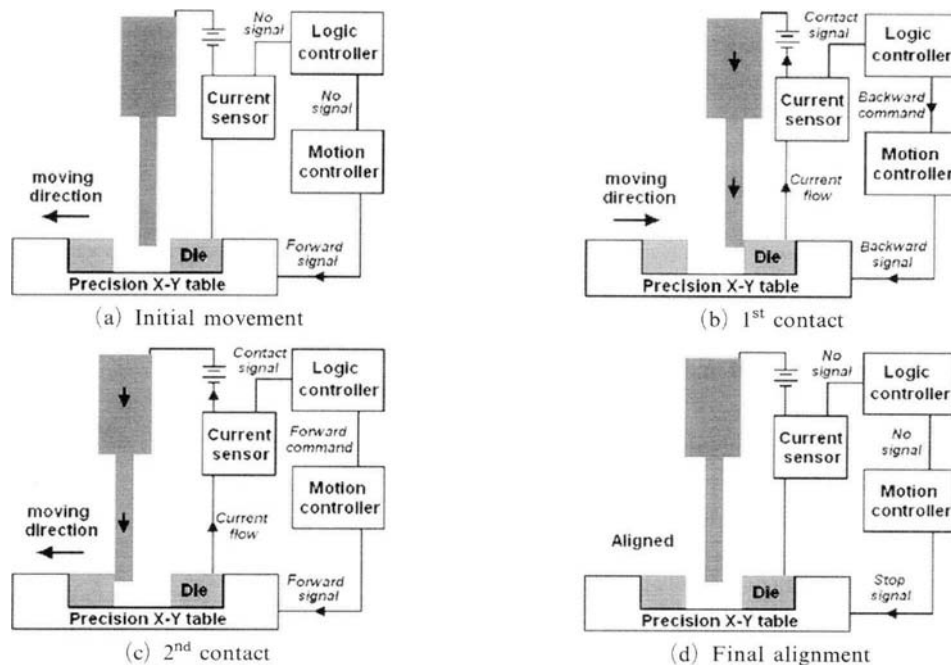 No
signal
Logic
controller
No
signal
Current
sensor
Motion
controller
moving
direction
Die
Forward
signal
Precision X-Y table
(a) Initial movement
Contact
signal
Logic
controller
Backward
command
Current
sensor
Motion
controller
moving
direction
Current
flow
Die
Backward
signal
Precision X-Y table
(b) 1st contact
Contact
signal
Logic
controller
Forward
command
Current
sensor
Motion
controller
moving
direction
Current
flow
Die
Forward
signal
Precision X-Y table
(c) 2nd contact
No
signal
Logic
controller
No
signal
Current
sensor
Motion
controller
Aligned
Die
Stop
signal
Precision X-Y table
(d) Final alignment